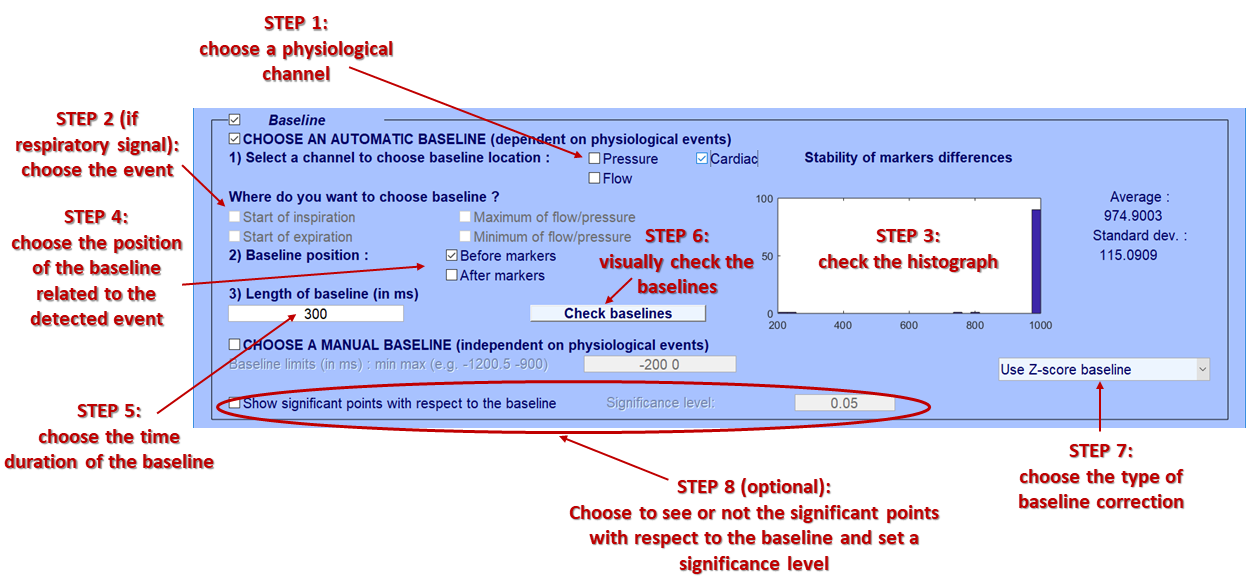 STEP 1:
choose a physiological
channel
STEP 2 (if
respiratory signal):
choose the event
STEP 4:
choose the position
of the baseline
related to the
detected event
STEP 5:
choose the time
duration of the baseline
Baseline
CHOOSE AN AUTOMATIC BASELINE (dependent on physiological events)
1) Select a channel to choose baseline location :
Pressure
Cardiac
Flow
Stability of markers differences
Where do you want to choose baseline ?
Start of inspiration
Maximum of flow/pressure
Start of expiration
Minimum of flow/pressure
2) Baseline position :
Before markers
After markers
STEP 6:
visually check the
baselines
3) Length of baseline (in ms)
300
Check baselines
100
50
0
200
400
600
800
1000
STEP 3:
check the histograph
Average :
974.9003
Standard dev. :
115.0909
CHOOSE A MANUAL BASELINE (independent on physiological events)
Baseline limits (in ms) : min max (e.g. -1200.5 -900)
-200 0
Use Z-score baseline
Show significant points with respect to the baseline
Significance level:
0.05
STEP 7:
choose the type of
baseline correction
STEP 8 (optional):
Choose to see or not the significant points
with respect to the baseline and set a
significance level